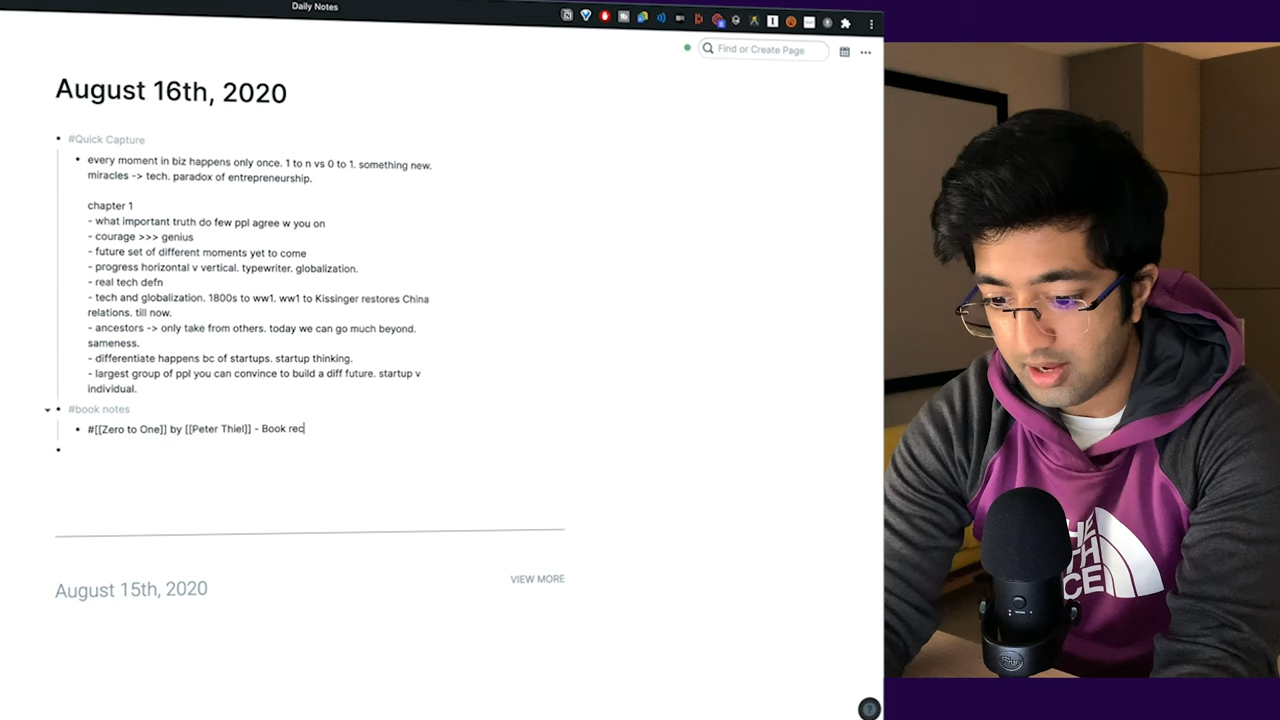 Daily Notes
Find or Create Page
August 16th, 2020
#Quick Capture
every moment in biz happens only once. 1 to n vs 0 to 1. something new.
miracles -> tech. paradox of entrepreneurship.
chapter 1
- what important truth do few ppl agree w you on
- courage >>> genius
- future set of different moments yet to come
- progress horizontal v vertical. typewriter. globalization.
- real tech defn
- tech and globalization. 1800s to ww1. ww1 to Kissinger restores China
relations. till now.
- ancestors -> only take from others. today we can go much beyond.
sameness.
- differentiate happens bc of startups. startup thinking.
- largest group of ppl you can convince to build a diff future. startup v
individual.
#book notes
#[[Zero to One]] by [[Peter Thiel]] - Book rec
August 15th, 2020
VIEW MORE